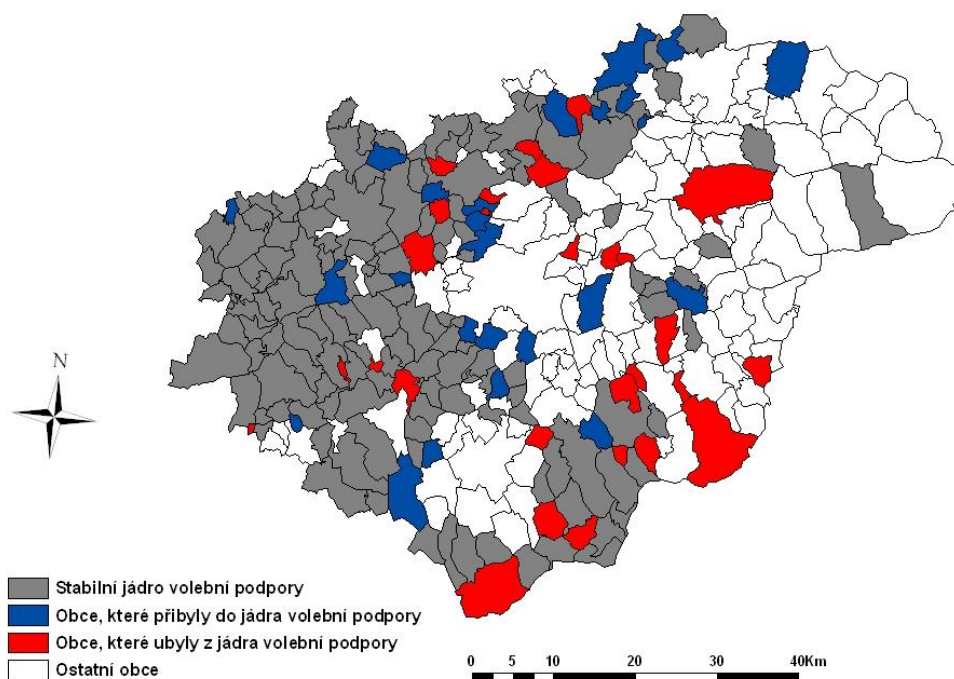 N
Stabilní jádro volební podpory
Obce, které přibyly do jádra volební podpory
Obce, které ubyly z jádra volební podpory
Ostatní obce
0 5 10 20 30 40Km